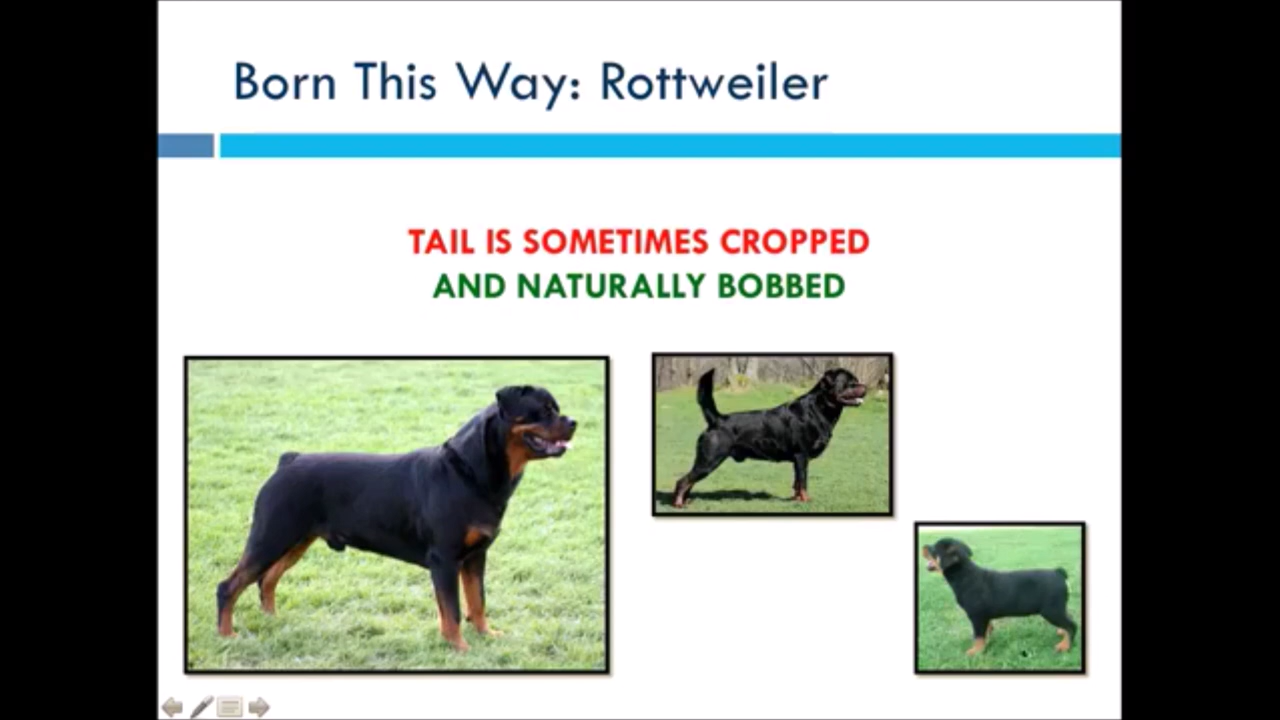 Born This Way: Rottweiler
TAIL IS SOMETIMES CROPPED
AND NATURALLY BOBBED